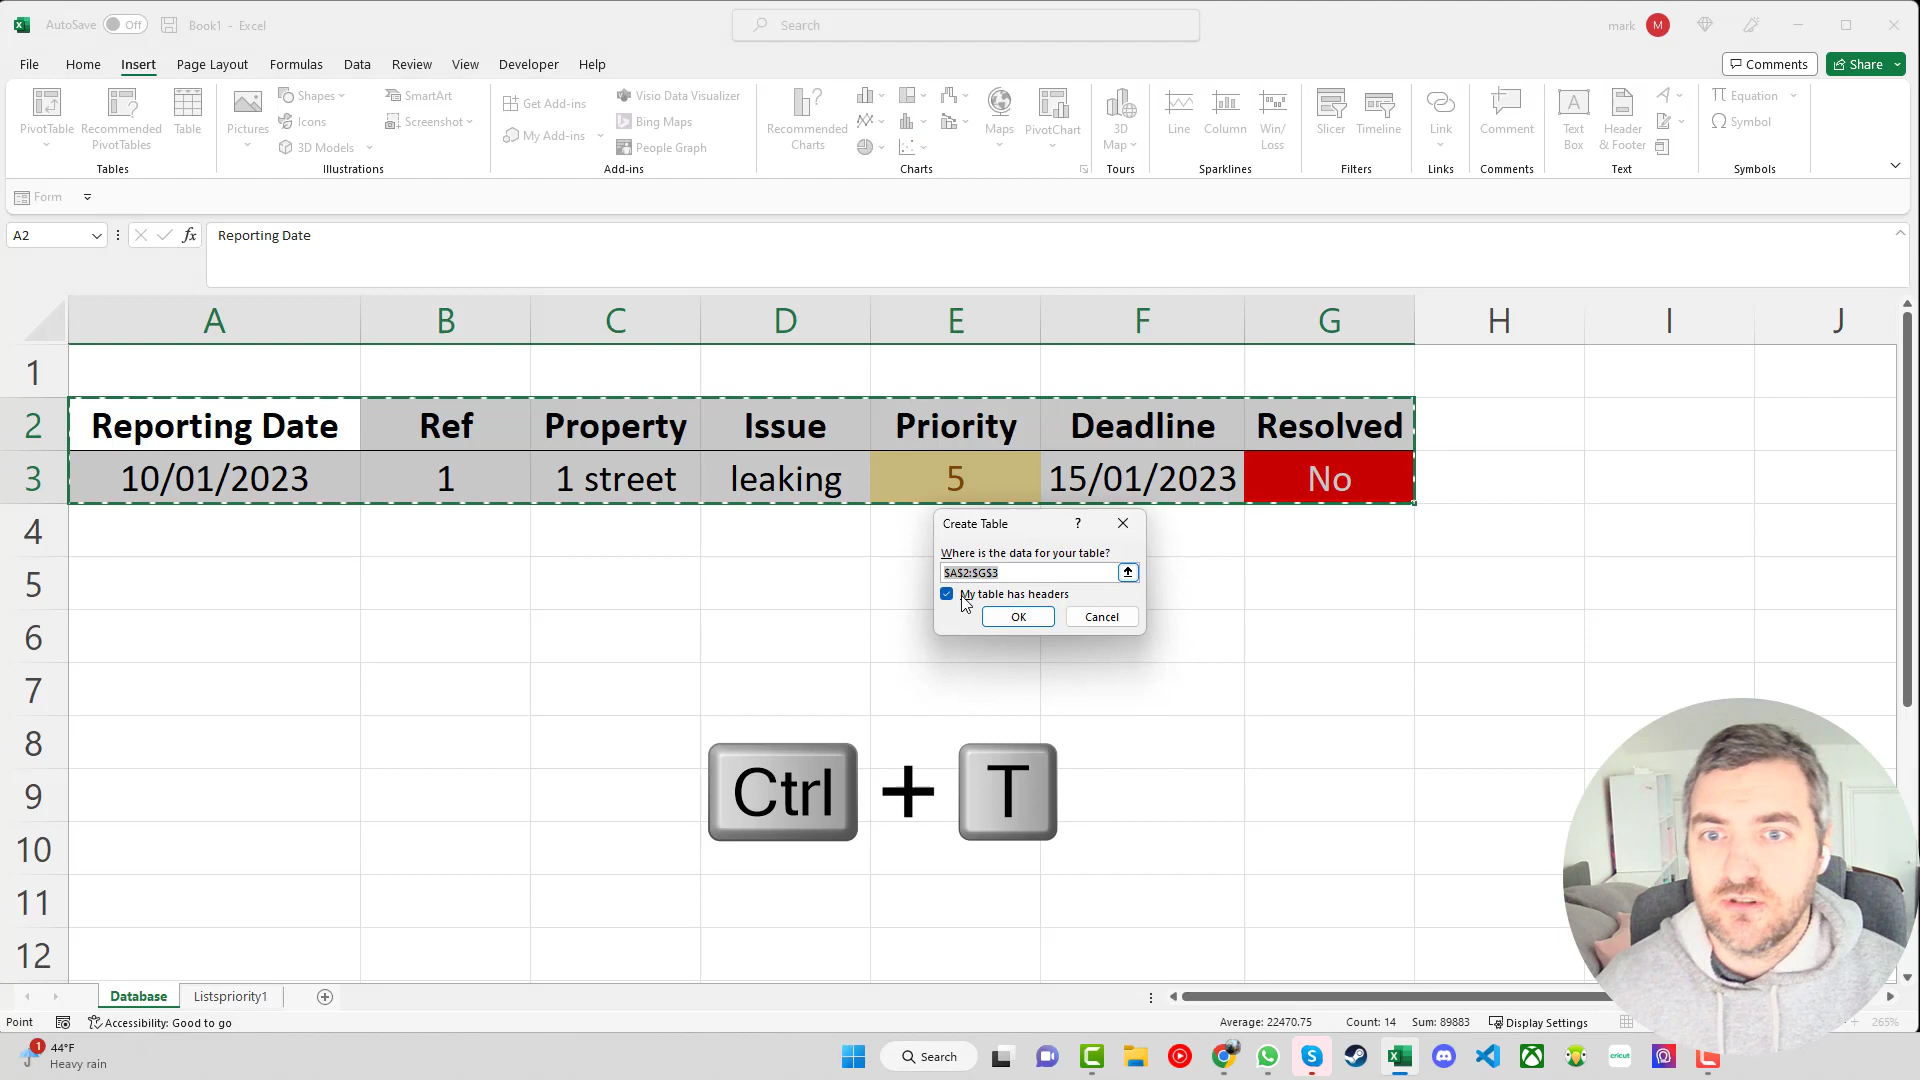 AutoSave Off Book1 - Excel Search mark M
File Home Insert Page Layout Formulas Data Review View Developer Help Comments Share
PivotTable
Recommended
PivotTables
Table
Tables
Pictures
Shapes
Icons
3D Models
SmartArt
Screenshot
Illustrations
Get Add-ins
My Add-ins
Visio Data Visualizer
Bing Maps
People Graph
Add-ins
Recommended
Charts
Maps
PivotChart
Charts
3D
Map
Tours
Line
Column
Win/
Loss
Sparklines
Slicer
Timeline
Filters
Link
Links
Comment
Comments
Text
Box
Header
& Footer
Text
Equation
Symbol
Symbols
Form
A2 fx Reporting Date
A B C D E F G H I J
1
2 Reporting Date Ref Property Issue Priority Deadline Resolved
3 10/01/2023 1 1 street leaking 5 15/01/2023 No
4
5
6
7
8
9
10
11
12
Create Table ?
Where is the data for your table?
$A$2:$G$3
My table has headers
OK Cancel
Ctrl + T
Database Listspriority1
Point Accessibility: Good to go Average: 22470.75 Count: 14 Sum: 89883 Display Settings 265%
1
44°F
Heavy rain
Search
cricut